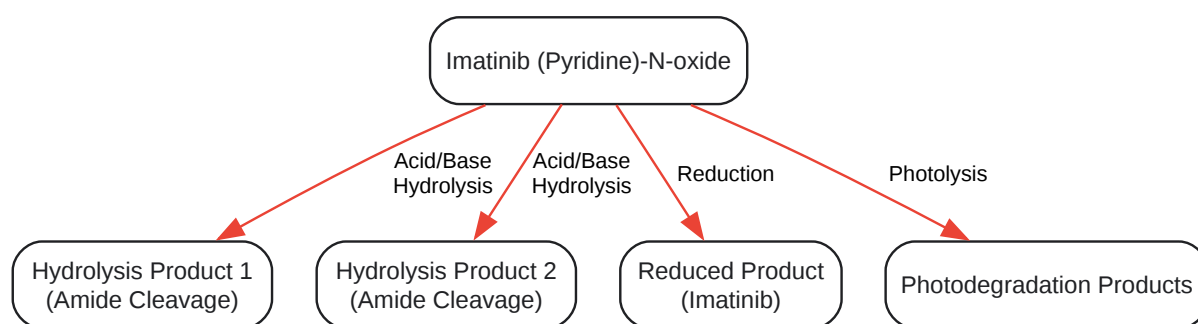 Imatinib (Pyridine)-N-oxide
Acid/Base
Hydrolysis
Acid/Base
Hydrolysis
Reduction
Photolysis
Hydrolysis Product 1
(Amide Cleavage)
Hydrolysis Product 2
(Amide Cleavage)
Reduced Product
(Imatinib)
Photodegradation Products